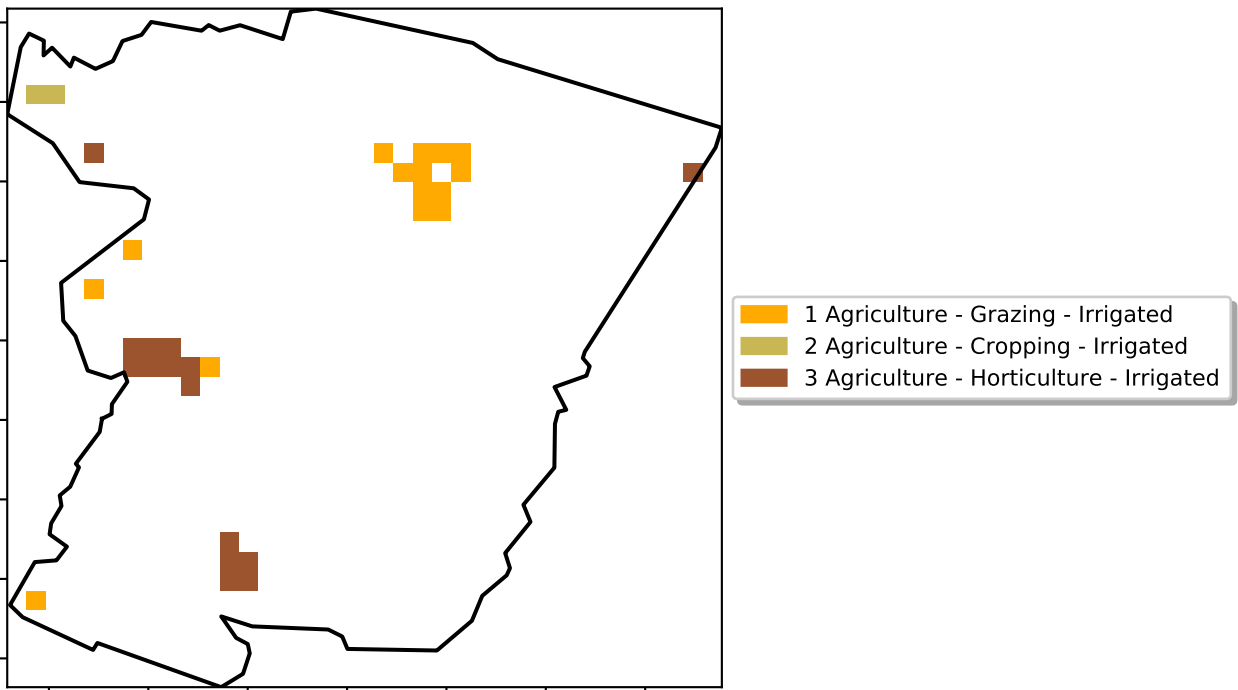 1 Agriculture - Grazing - Irrigated
2 Agriculture - Cropping - Irrigated
3 Agriculture - Horticulture - Irrigated